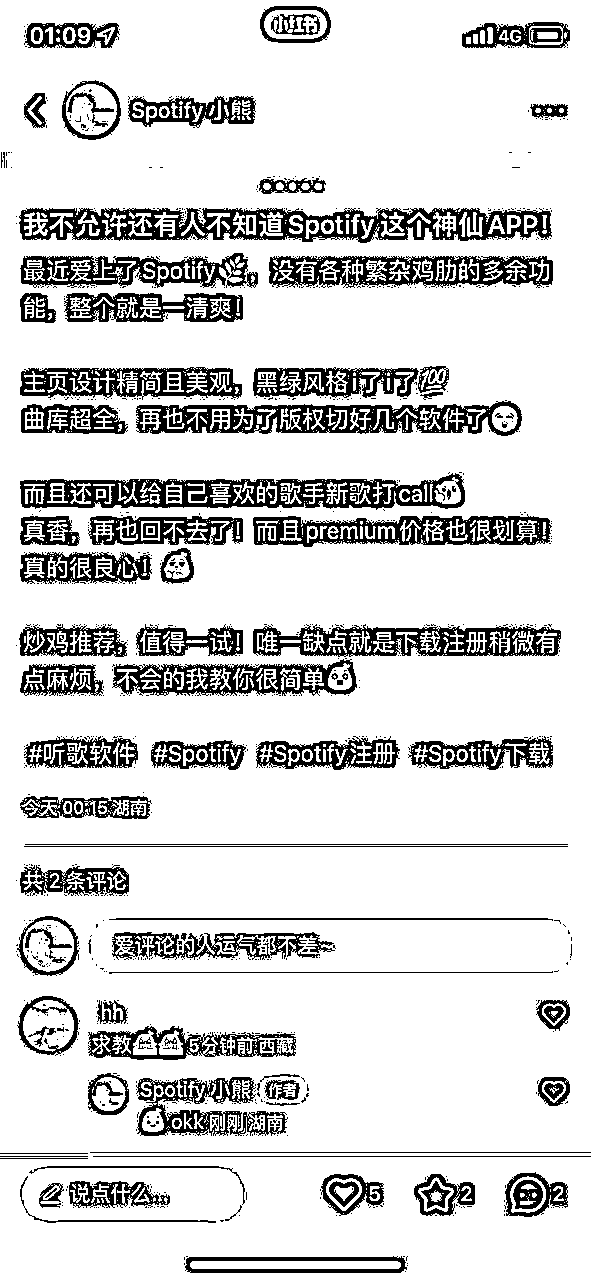 01:09
小红书
4G
Spotify 小熊
我不允许还有人不知道Spotify这个神仙APP！
最近爱上了Spotify，没有各种繁杂鸡肋的多余功
能，整个就是一清爽！
主页设计精简且美观，黑绿风格i了i了💯
曲库超全，再也不用为了版权切好几个软件了
而且还可以给自己喜欢的歌手新歌打call
真香，再也回不去了！而且premium价格也很划算！
真的很良心！
炒鸡推荐，值得一试！唯一缺点就是下载注册稍微有
点麻烦，不会的我教你很简单
#听歌软件 #Spotify #Spotify注册 #Spotify下载
今天 00:15 湖南
共 2 条评论
爱评论的人运气都不差~
hh
求教 5分钟前 西藏
Spotify 小熊 作者
okk 刚刚 湖南
说点什么... 5 2 2